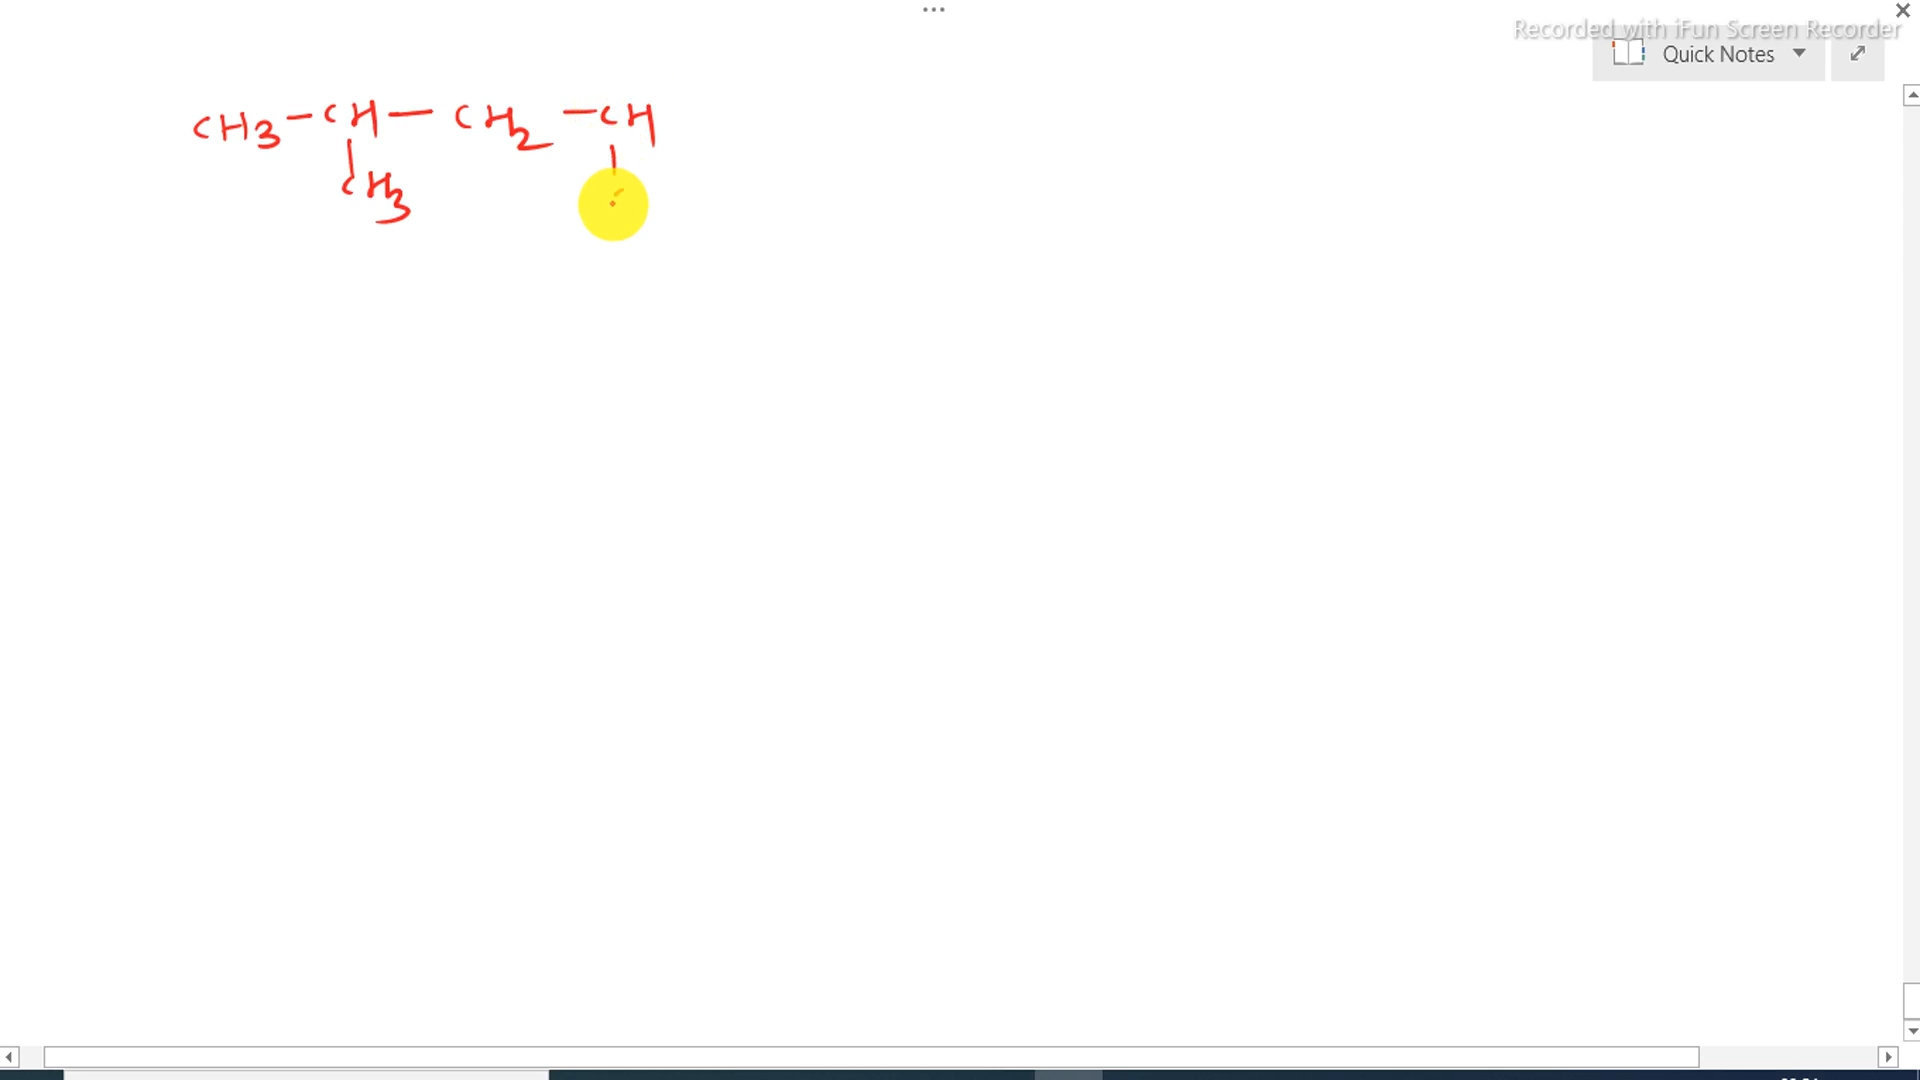 Recorded with iFun Screen Recorder
Quick Notes
CH3-CH-CH2-CH
CH3